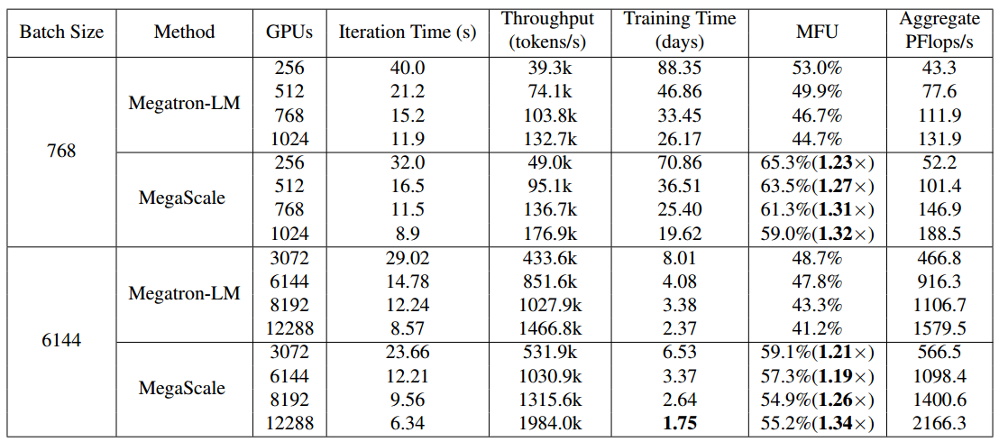 Batch Size Method GPUs Iteration Time (s) Throughput (tokens/s) Training Time (days) MFU Aggregate PFlops/s
768 Megatron-LM 256 40.0 39.3k 88.35 53.0% 43.3
512 21.2 74.1k 46.86 49.9% 77.6
768 15.2 103.8k 33.45 46.7% 111.9
1024 11.9 132.7k 26.17 44.7% 131.9
MegaScale 256 32.0 49.0k 70.86 65.3%(1.23×) 52.2
512 16.5 95.1k 36.51 63.5%(1.27×) 101.4
768 11.5 136.7k 25.40 61.3%(1.31×) 146.9
1024 8.9 176.9k 19.62 59.0%(1.32×) 188.5
6144 Megatron-LM 3072 29.02 433.6k 8.01 48.7% 466.8
6144 14.78 851.6k 4.08 47.8% 916.3
8192 12.24 1027.9k 3.38 43.3% 1106.7
12288 8.57 1466.8k 2.37 41.2% 1579.5
MegaScale 3072 23.66 531.9k 6.53 59.1%(1.21×) 566.5
6144 12.21 1030.9k 3.37 57.3%(1.19×) 1098.4
8192 9.56 1315.6k 2.64 54.9%(1.26×) 1400.6
12288 6.34 1984.0k 1.75 55.2%(1.34×) 2166.3